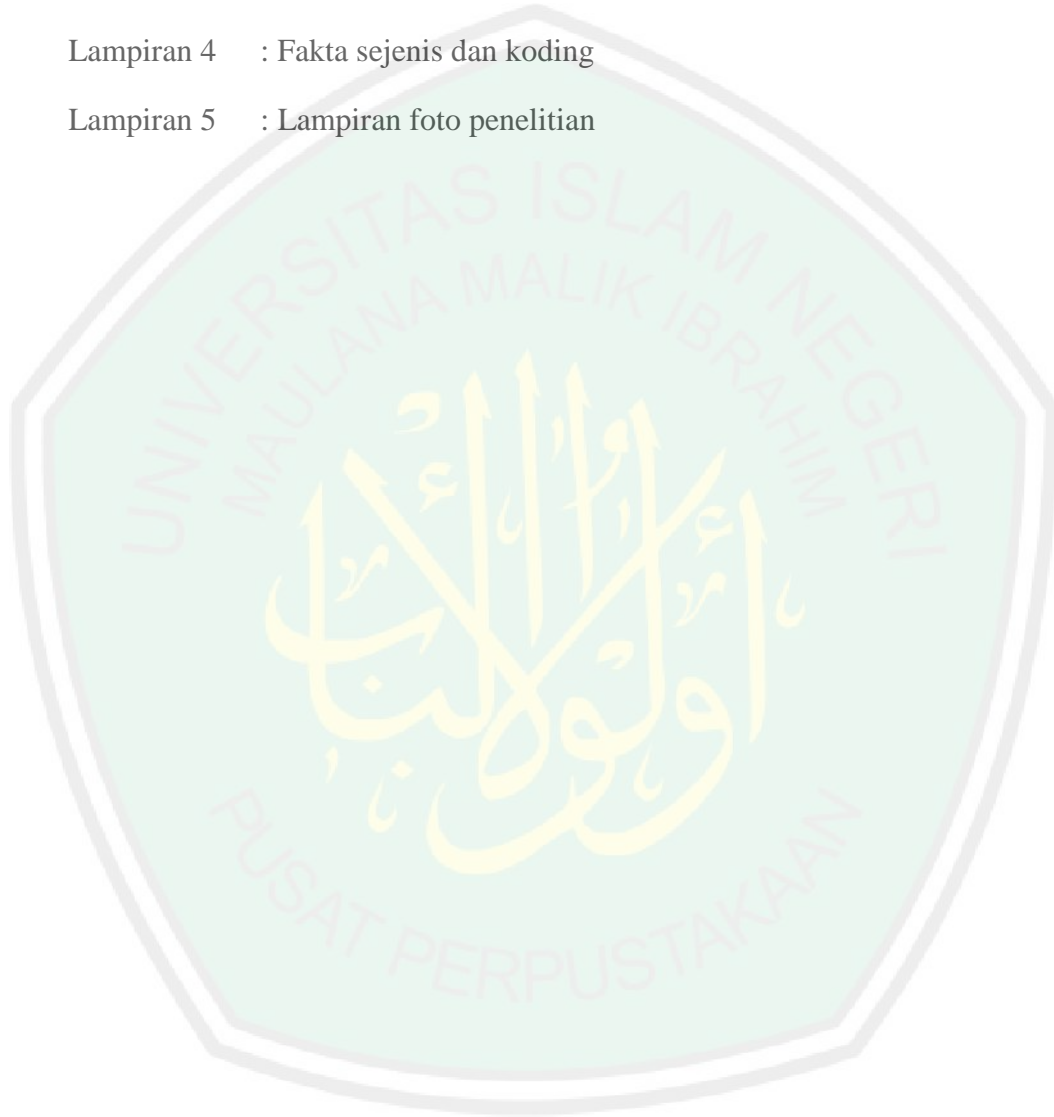 Lampiran 4 : Fakta sejenis dan koding
Lampiran 5 : Lampiran foto penelitian
UNIVERSITAS ISLAM NEGERI
MAULANA MALIK IBRAHIM
أولو الألباب
PUSAT PERPUSTAKAAN